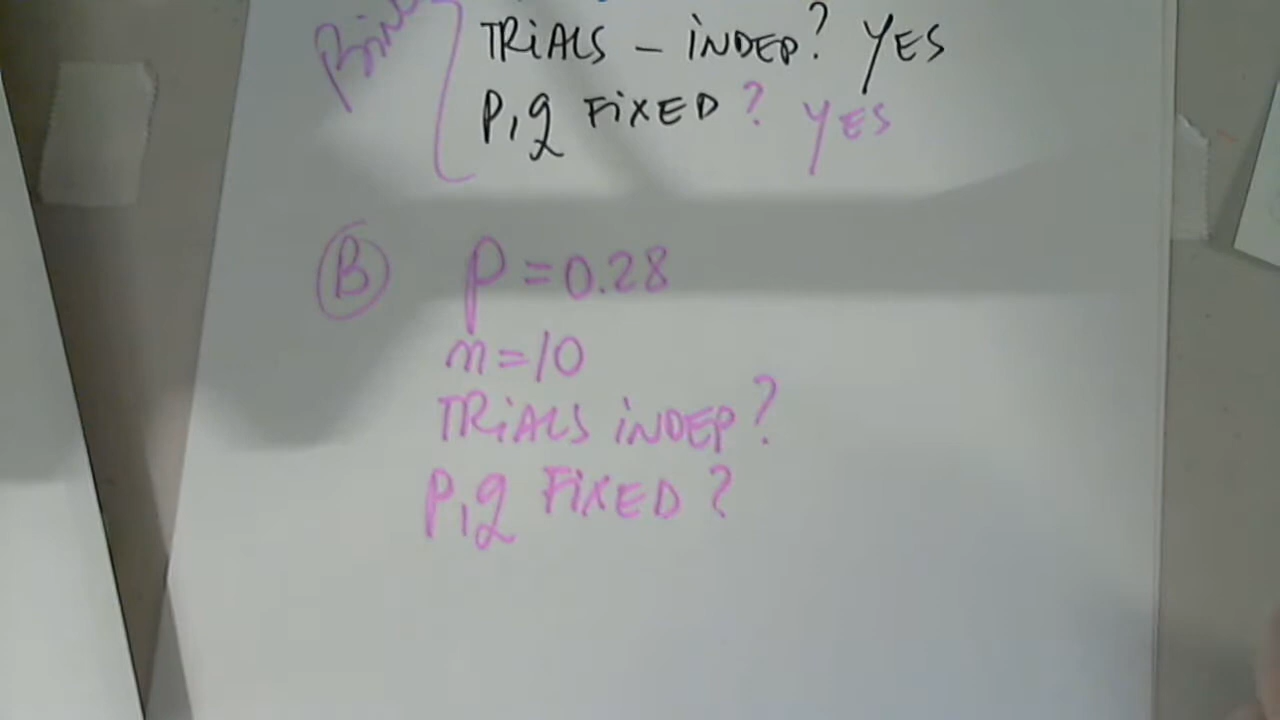 TRIALS - INDEP? YES
P, q FIXED? YES
B P = 0.28
n = 10
TRIALS INDEP?
P, q FIXED?